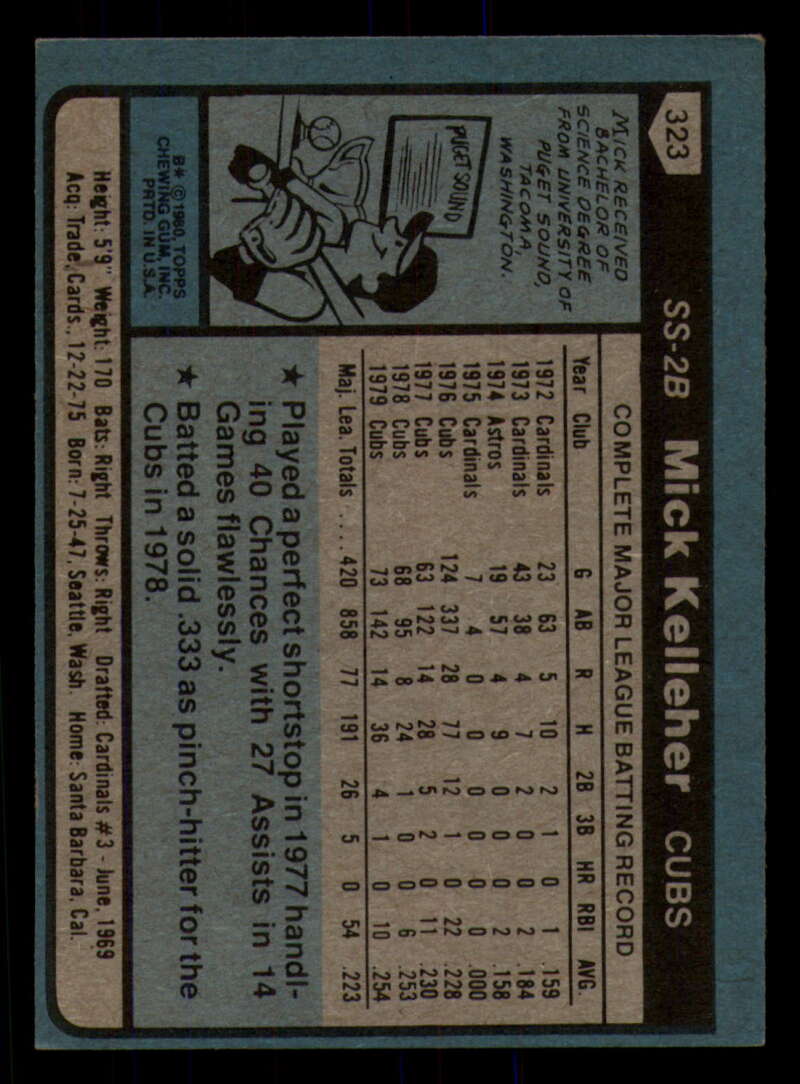 323
SS-2B Mick Kelleher CUBS
MICK RECEIVED
BACHELOR OF
SCIENCE DEGREE
FROM UNIVERSITY OF
PUGET SOUND,
TACOMA,
WASHINGTON.
PUGET SOUND
B* © 1980, TOPPS
CHEWING GUM, INC.
PRTD. IN U.S.A.
COMPLETE MAJOR LEAGUE BATTING RECORD
Year Club G AB R H 2B 3B HR RBI AVG.
1972 Cardinals 23 63 5 10 2 1 0 1 .159
1973 Cardinals 43 38 4 7 2 0 0 2 .184
1974 Astros 19 57 4 9 0 0 0 2 .158
1975 Cardinals 7 4 0 0 0 0 0 0 .000
1976 Cubs 124 337 28 77 12 1 0 22 .228
1977 Cubs 63 122 14 28 5 2 0 11 .230
1978 Cubs 68 95 8 24 1 0 0 6 .253
1979 Cubs 73 142 14 36 4 1 0 10 .254
Maj. Lea. Totals .... 420 858 77 191 26 5 0 54 .223
★ Played a perfect shortstop in 1977 handl-
ing 40 Chances with 27 Assists in 14
Games flawlessly.
★ Batted a solid .333 as pinch-hitter for the
Cubs in 1978.
Height: 5'9" Weight: 170 Bats: Right Throws: Right Drafted: Cardinals #3 - June, 1969
Acq: Trade, Cards., 12-22-75 Born: 7-25-47, Seattle, Wash. Home: Santa Barbara, Cal.